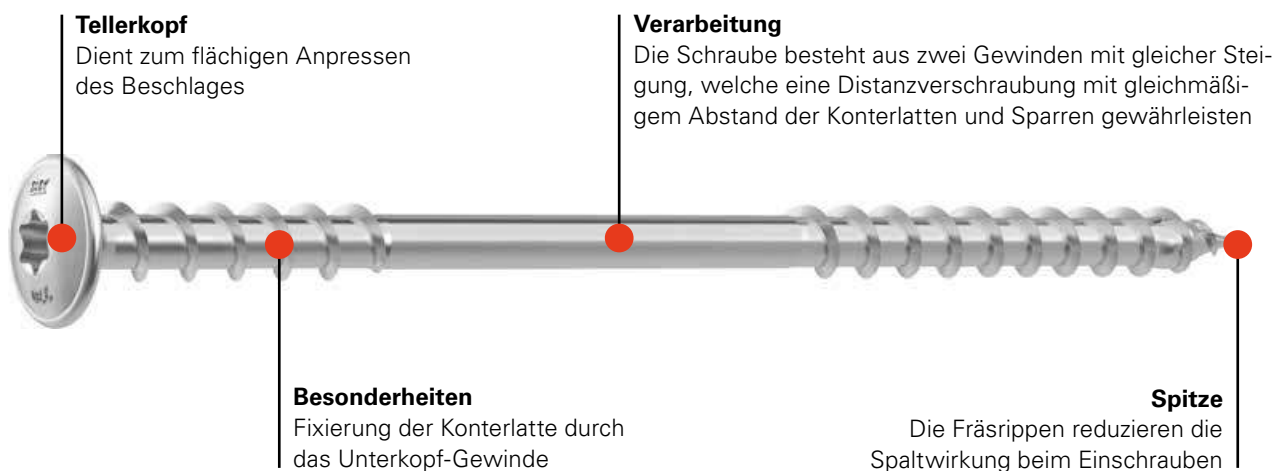 Tellerkopf
Dient zum flächigen Anpressen
des Beschlages
Verarbeitung
Die Schraube besteht aus zwei Gewinden mit gleicher Stei-
gung, welche eine Distanzverschraubung mit gleichmäßi-
gem Abstand der Konterlatten und Sparren gewährleisten
Besonderheiten
Fixierung der Konterlatte durch
das Unterkopf-Gewinde
Spitze
Die Fräsrippen reduzieren die
Spaltwirkung beim Einschrauben